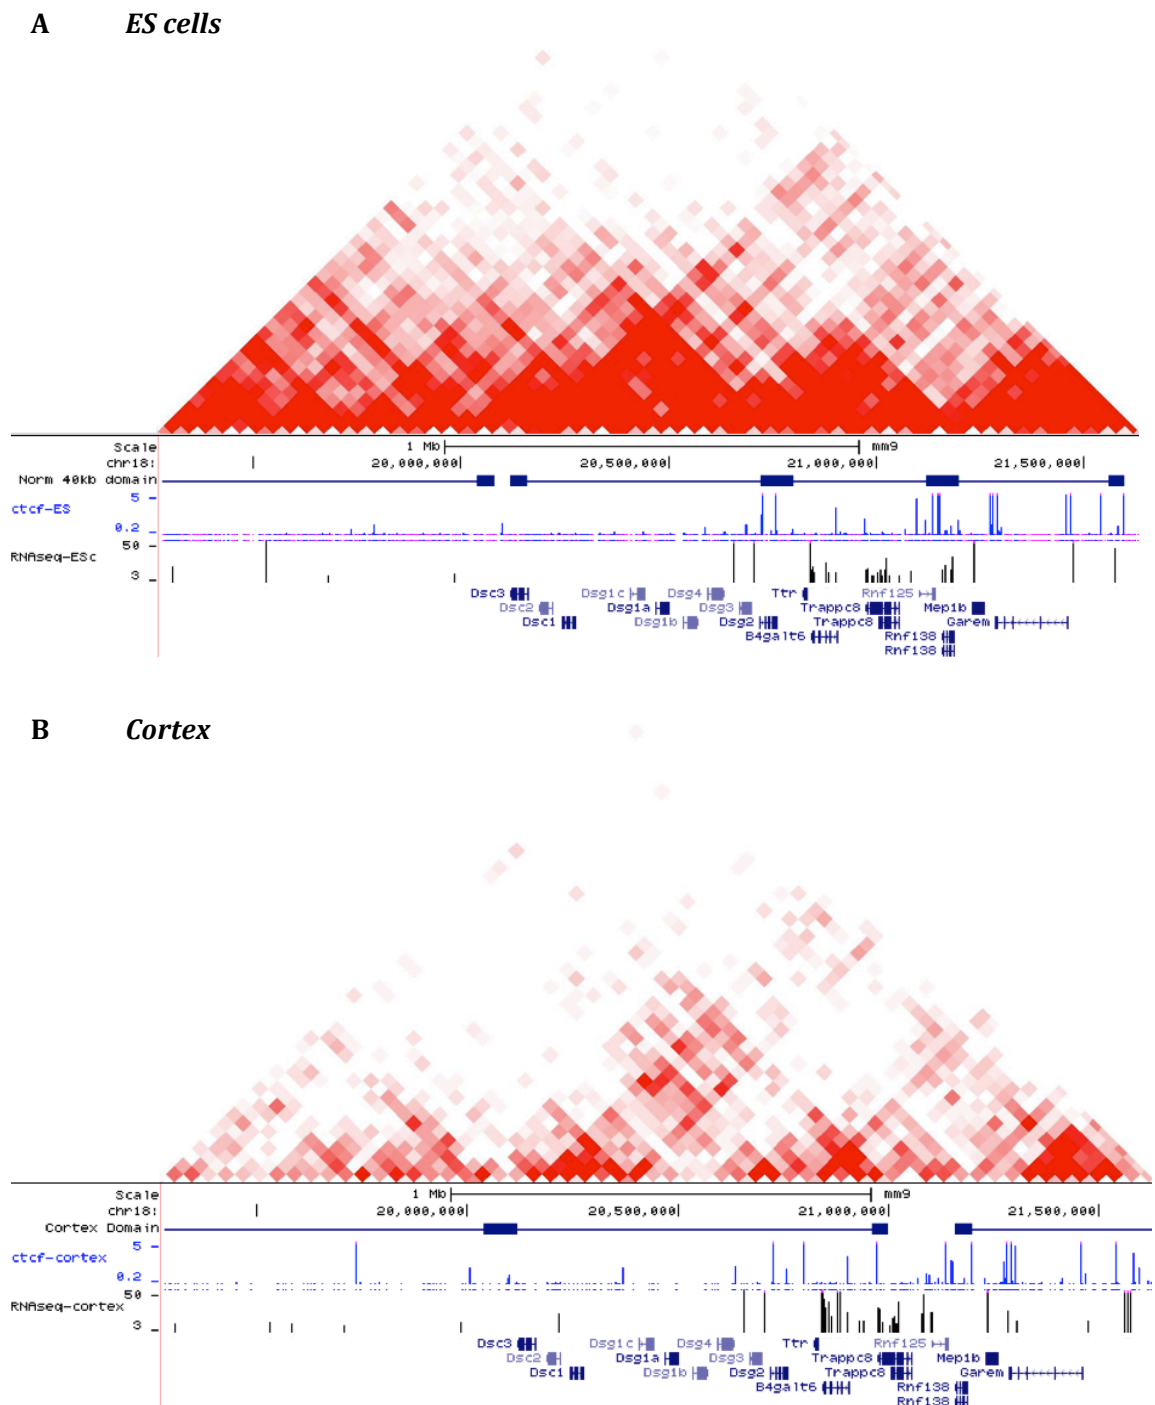 A ES cells
Scale 1 Mb mm9
chr18: 20,000,000 20,500,000 21,000,000 21,500,000
Norm 40kb domain
5
ctcf-ES
0.2
50
RNAseq-ESc
3
Dsc3 Dsg1c Dsg4 Ttr Rnf125
Dsc2 Dsg1a Dsg3 Trappc8 Mep1b
Dsc1 Dsg1b Dsg2 Trappc8 Garem
B4galt6 Rnf138
Rnf138
B Cortex
Scale 1 Mb mm9
chr18: 20,000,000 20,500,000 21,000,000 21,500,000
Cortex Domain
5
ctcf-cortex
0.2
50
RNAseq-cortex
3
Dsc3 Dsg1c Dsg4 Ttr Rnf125
Dsc2 Dsg1a Dsg3 Trappc8 Mep1b
Dsc1 Dsg1b Dsg2 Trappc8 Garem
B4galt6 Rnf138
Rnf138